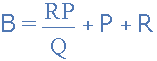 B = RP/Q + P + R